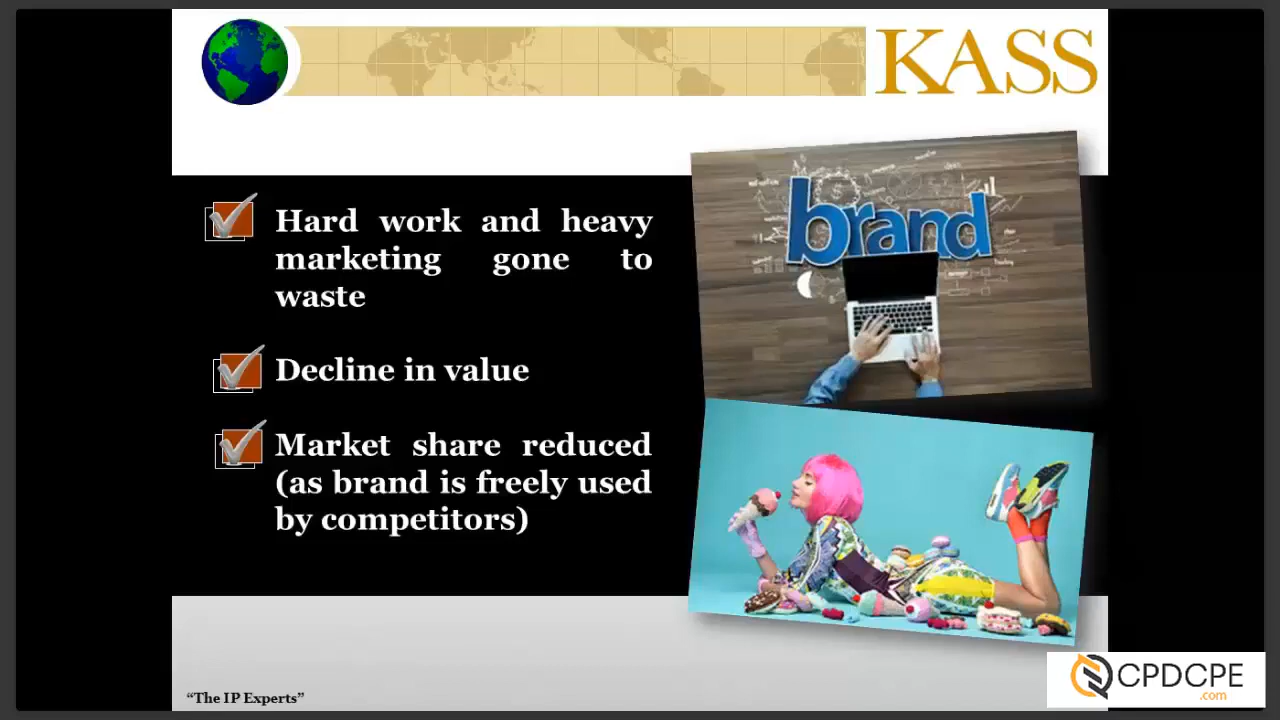 KASS
Hard work and heavy
marketing gone to
waste
brand
Decline in value
Market share reduced
(as brand is freely used
by competitors)
“The IP Experts”
CPDCPE
.com